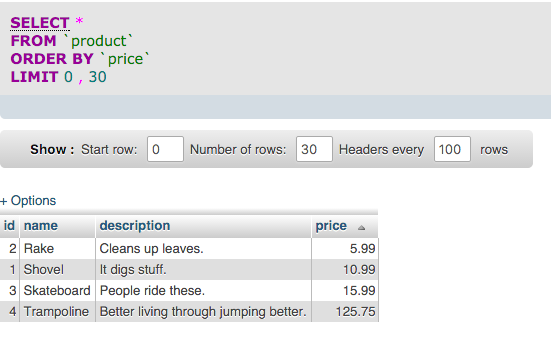 SELECT *
FROM `product`
ORDER BY `price`
LIMIT 0 , 30
Show : Start row: 0 Number of rows: 30 Headers every 100 rows
+ Options
id name description price
2 Rake Cleans up leaves. 5.99
1 Shovel It digs stuff. 10.99
3 Skateboard People ride these. 15.99
4 Trampoline Better living through jumping better. 125.75